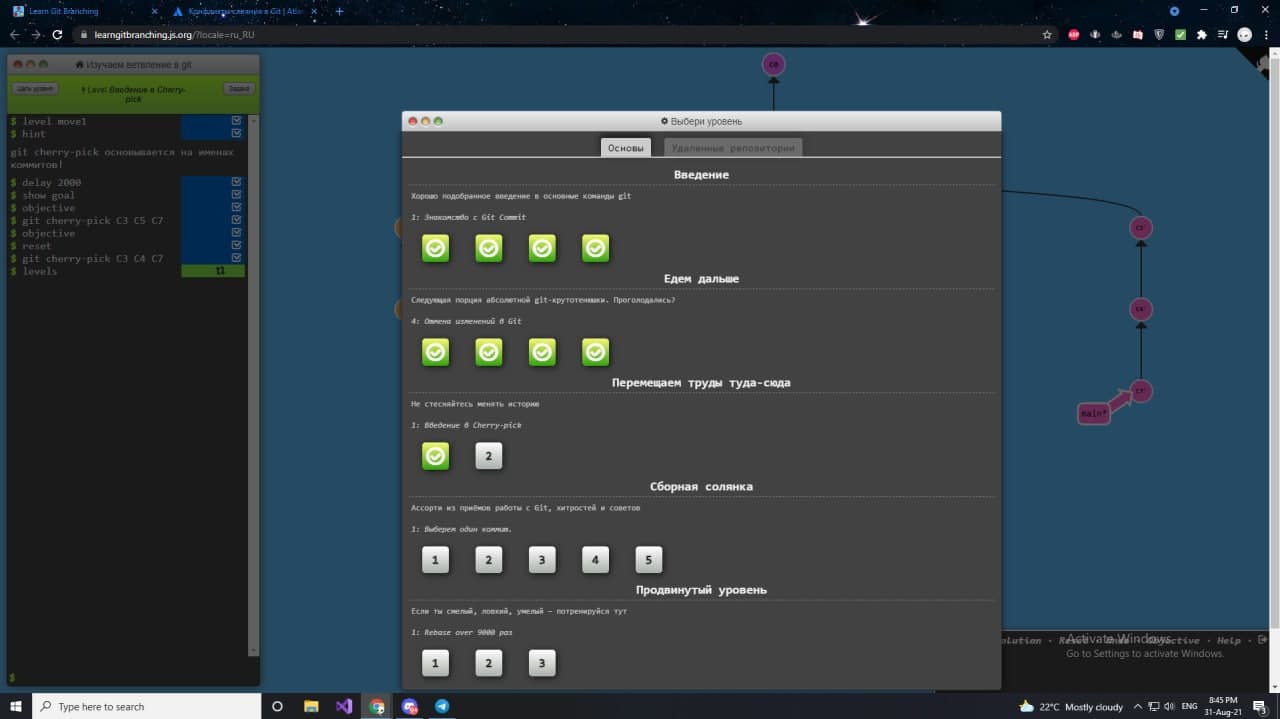 Learn Git Branching
Конфликты слияния в Git | Atlas
learngitbranching.js.org/?locale=ru_RU
Изучаем ветвление в git
Цель уровня
Level Введение в Cherry-
pick
Задача
$ level move1
$ hint
git cherry-pick основывается на именах
коммитов!
$ delay 2000
$ show goal
$ objective
$ git cherry-pick C3 C5 C7
$ objective
$ reset
$ git cherry-pick C3 C4 C7
$ levels
$
C0
Выбери уровень
Основы
Удаленные репозитории
Введение
Хорошо подобранное введение в основные команды git
1: Знакомство с Git Commit
Едем дальше
Следующая порция абсолютной git-крутотенюшки. Проголодались?
4: Отмена изменений в Git
Перемещаем труды туда-сюда
Не стесняйтесь менять историю
1: Введение в Cherry-pick
2
Сборная солянка
Ассорти из приёмов работы с Git, хитростей и советов
1: Выберем один коммит.
1 2 3 4 5
Продвинутый уровень
Если ты смелый, ловкий, умелый — потренируйся тут
1: Rebase over 9000 раз
1 2 3
C3'
C4'
C7'
main*
olution · Reset · Undo · Objective · Help ·
Activate Windows
Go to Settings to activate Windows.
Type here to search
22°C Mostly cloudy
ENG
8:45 PM
31-Aug-21
3